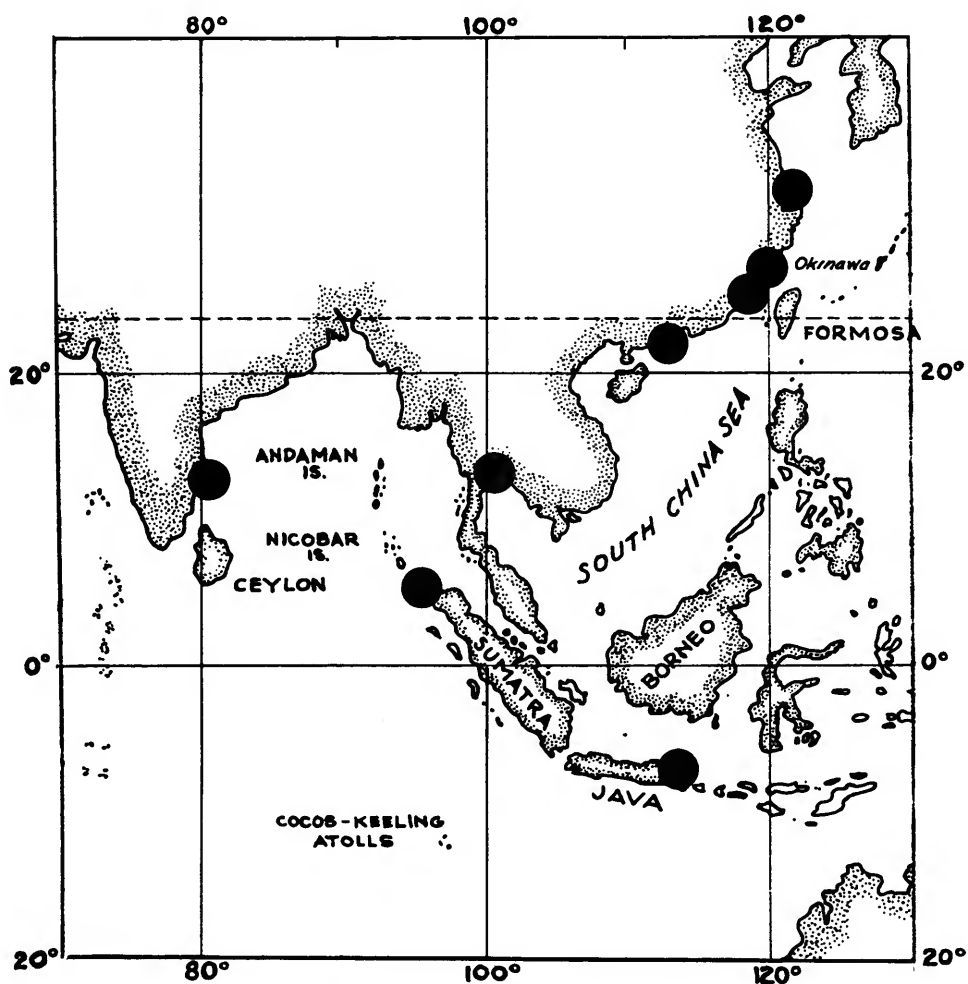 80°
100°
120°
Okinawa
FORMOSA
20°
20°
ANDAMAN
IS.
SOUTH CHINA SEA
NICOBAR
IS.
CEYLON
SUMATRA
BORNEO
0°
0°
JAVA
COCOS-KEELING
ATOLLS
20°
20°
80°
100°
120°